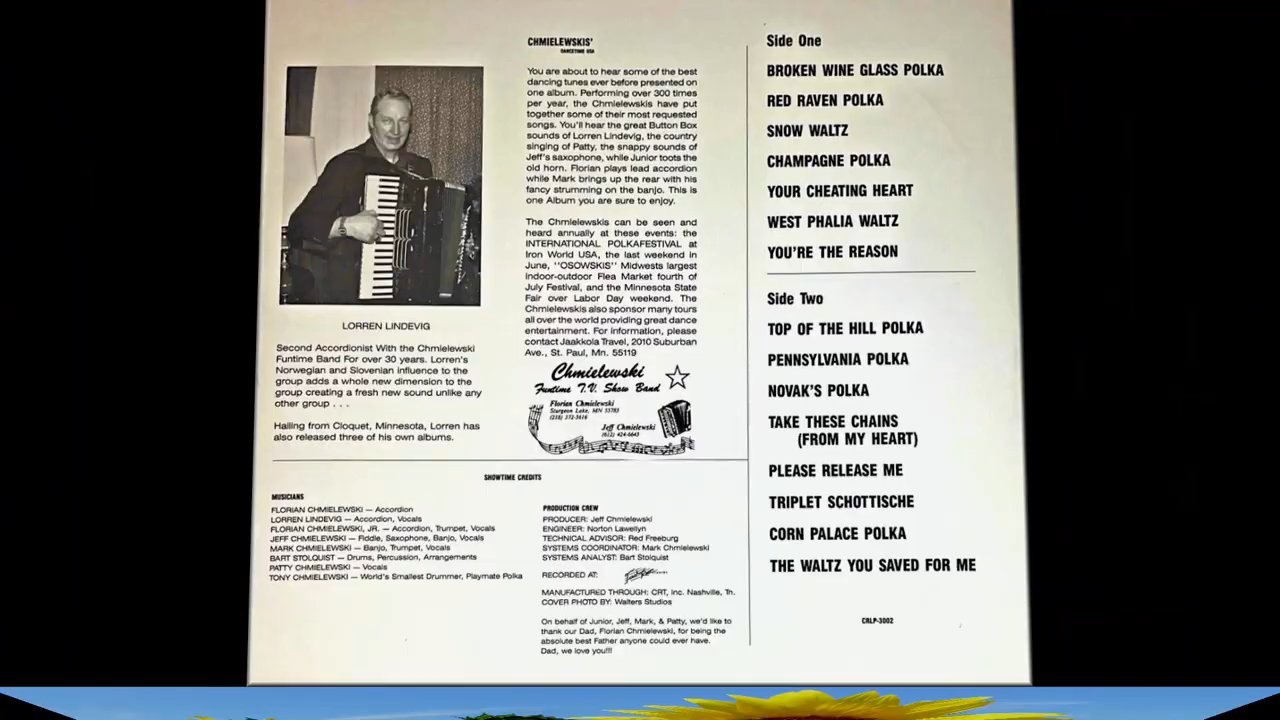 LORREN LINDEVIG
Second Accordionist With the Chmielewski
Funtime Band For over 30 years. Lorren's
Norwegian and Slovenian influence to the
group adds a whole new dimension to the
group creating a fresh new sound unlike any
other group . . .
Hailing from Cloquet, Minnesota, Lorren has
also released three of his own albums.
CHMIELEWSKIS'
DANCETIME USA
You are about to hear some of the best
dancing tunes ever before presented on
one album. Performing over 300 times
per year, the Chmielewskis have put
together some of their most requested
songs. You'll hear the great Button Box
sounds of Lorren Lindevig, the country
singing of Patty, the snappy sounds of
Jeff's saxophone, while Junior toots the
old horn. Florian plays lead accordion
while Mark brings up the rear with his
fancy strumming on the banjo. This is
one Album you are sure to enjoy.
The Chmielewskis can be seen and
heard annually at these events: the
INTERNATIONAL POLKAFESTIVAL at
Iron World USA, the last weekend in
June, "OSOWSKIS" Midwests largest
indoor-outdoor Flea Market fourth of
July Festival, and the Minnesota State
Fair over Labor Day weekend. The
Chmielewskis also sponsor many tours
all over the world providing great dance
entertainment. For information, please
contact Jaakkola Travel, 2010 Suburban
Ave., St. Paul, Mn. 55119
Chmielewski
Funtime T.V. Show Band
Florian Chmielewski
Sturgeon Lake, MN 55783
(218) 372-3616
Jeff Chmielewski
(612) 424-6643
SHOWTIME CREDITS
MUSICIANS
FLORIAN CHMIELEWSKI — Accordion
LORREN LINDEVIG — Accordion, Vocals
FLORIAN CHMIELEWSKI, JR. — Accordion, Trumpet, Vocals
JEFF CHMIELEWSKI — Fiddle, Saxophone, Banjo, Vocals
MARK CHMIELEWSKI — Banjo, Trumpet, Vocals
BART STOLQUIST — Drums, Percussion, Arrangements
PATTY CHMIELEWSKI — Vocals
TONY CHMIELEWSKI — World's Smallest Drummer, Playmate Polka
PRODUCTION CREW
PRODUCER: Jeff Chmielewski
ENGINEER: Norton Lawellyn
TECHNICAL ADVISOR: Red Freeburg
SYSTEMS COORDINATOR: Mark Chmielewski
SYSTEMS ANALYST: Bart Stolquist
RECORDED AT:
MANUFACTURED THROUGH: CRT, Inc. Nashville, Tn.
COVER PHOTO BY: Walters Studios
On behalf of Junior, Jeff, Mark, & Patty, we'd like to
thank our Dad, Florian Chmielewski, for being the
absolute best Father anyone could ever have.
Dad, we love you!!!
Side One
BROKEN WINE GLASS POLKA
RED RAVEN POLKA
SNOW WALTZ
CHAMPAGNE POLKA
YOUR CHEATING HEART
WEST PHALIA WALTZ
YOU'RE THE REASON
Side Two
TOP OF THE HILL POLKA
PENNSYLVANIA POLKA
NOVAK'S POLKA
TAKE THESE CHAINS
(FROM MY HEART)
PLEASE RELEASE ME
TRIPLET SCHOTTISCHE
CORN PALACE POLKA
THE WALTZ YOU SAVED FOR ME
CRLP-3002